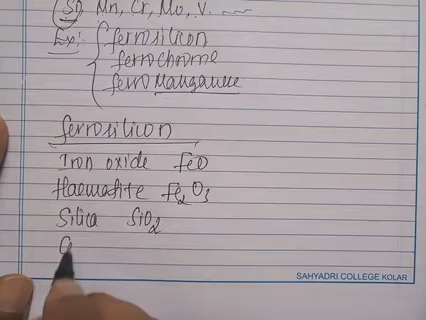 Si, Mn, Cr, Mo, V.
Ex:- ferrosilicon
ferrochrome
ferro Manganese
ferrosilicon
Iron oxide FeO
Haematite Fe2O3
Silica SiO2
C
SAHYADRI COLLEGE KOLAR